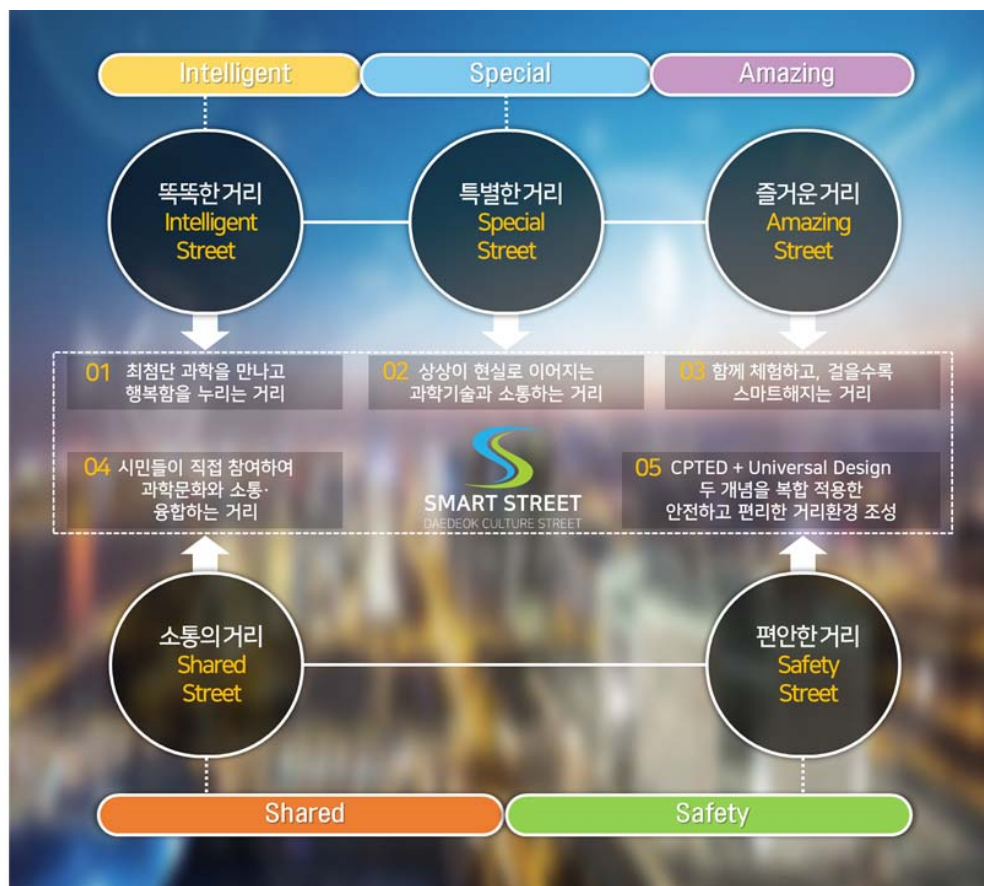 Intelligent
Special
Amazing
똑똑한 거리
Intelligent
Street
특별한 거리
Special
Street
즐거운 거리
Amazing
Street
01 최첨단 과학을 만나고
행복함을 누리는 거리
02 상상이 현실로 이어지는
과학기술과 소통하는 거리
03 함께 체험하고, 걸을수록
스마트해지는 거리
04 시민들이 직접 참여하여
과학문화와 소통·
융합하는 거리
SMART STREET
DAEDEOK CULTURE STREET
05 CPTED + Universal Design
두 개념을 복합 적용한
안전하고 편리한 거리환경 조성
소통의 거리
Shared
Street
편안한 거리
Safety
Street
Shared
Safety